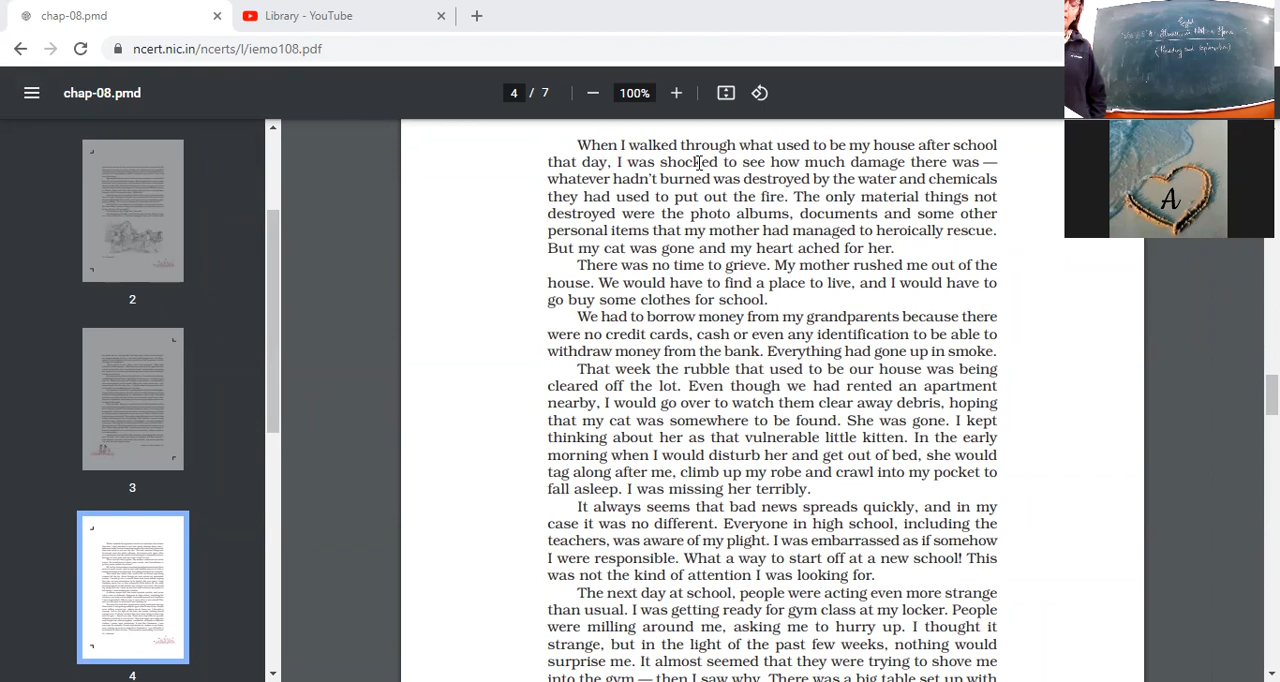 chap-08.pmd
Library - YouTube
ncert.nic.in/ncerts/l/iemo108.pdf
chap-08.pmd
4 / 7
100%
When I walked through what used to be my house after school
that day, I was shocked to see how much damage there was —
whatever hadn't burned was destroyed by the water and chemicals
they had used to put out the fire. The only material things not
destroyed were the photo albums, documents and some other
personal items that my mother had managed to heroically rescue.
But my cat was gone and my heart ached for her.
There was no time to grieve. My mother rushed me out of the
house. We would have to find a place to live, and I would have to
go buy some clothes for school.
We had to borrow money from my grandparents because there
were no credit cards, cash or even any identification to be able to
withdraw money from the bank. Everything had gone up in smoke.
That week the rubble that used to be our house was being
cleared off the lot. Even though we had rented an apartment
nearby, I would go over to watch them clear away debris, hoping
that my cat was somewhere to be found. She was gone. I kept
thinking about her as that vulnerable little kitten. In the early
morning when I would disturb her and get out of bed, she would
tag along after me, climb up my robe and crawl into my pocket to
fall asleep. I was missing her terribly.
It always seems that bad news spreads quickly, and in my
case it was no different. Everyone in high school, including the
teachers, was aware of my plight. I was embarrassed as if somehow
I were responsible. What a way to start off at a new school! This
was not the kind of attention I was looking for.
The next day at school, people were acting even more strange
than usual. I was getting ready for gym class at my locker. People
were milling around me, asking me to hurry up. I thought it
strange, but in the light of the past few weeks, nothing would
surprise me. It almost seemed that they were trying to shove me
into the gym — then I saw why. There was a big table set up with
2
3
4
A